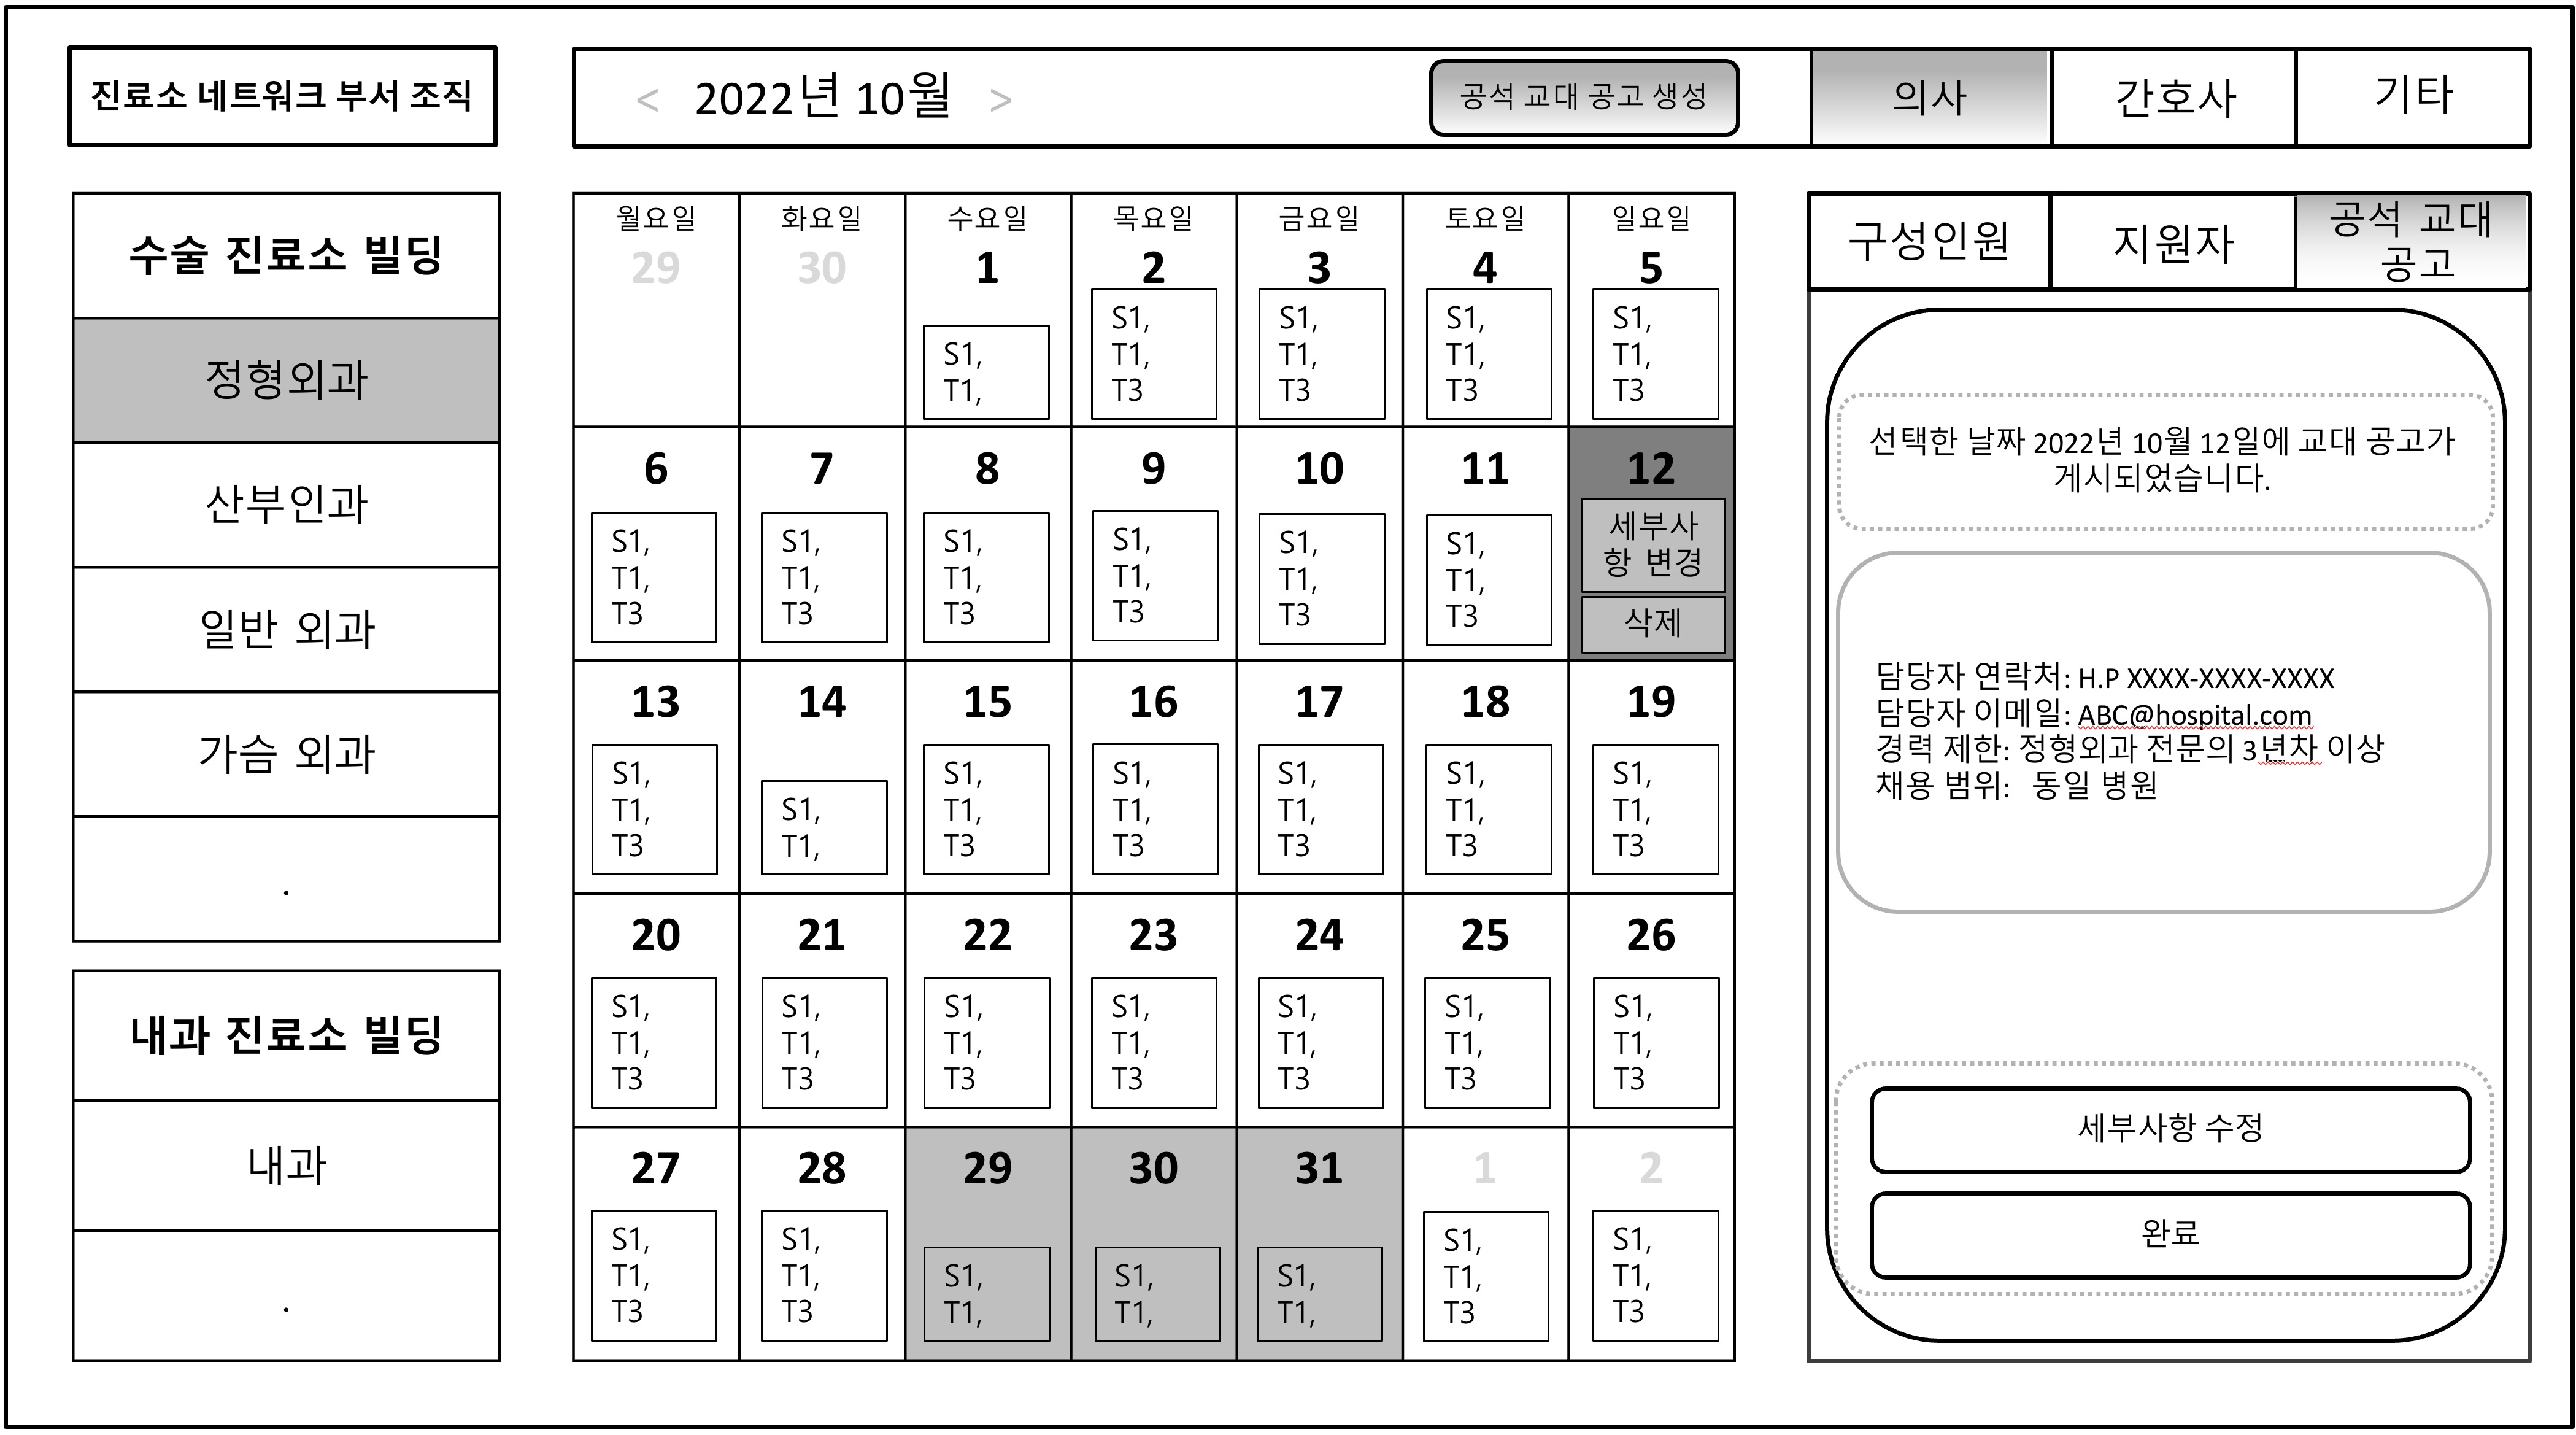 진료소 네트워크 부서 조직
< 2022년 10월 >
공석 교대 공고 생성
의사
간호사
기타
수술 진료소 빌딩
정형외과
산부인과
일반 외과
가슴 외과
.
내과 진료소 빌딩
내과
.
월요일 화요일 수요일 목요일 금요일 토요일 일요일
29 30 1 2 3 4 5
S1, S1, S1, S1,
S1, T1, T1, T1, T1,
T1, T3 T3 T3 T3
6 7 8 9 10 11 12
S1, S1, S1, S1, S1, S1, 세부사
T1, T1, T1, T1, T1, T1, 항 변경
T3 T3 T3 T3 T3 T3 삭제
13 14 15 16 17 18 19
S1, S1, S1, S1, S1, S1,
T1, S1, T1, T1, T1, T1, T1,
T3 T1, T3 T3 T3 T3 T3
20 21 22 23 24 25 26
S1, S1, S1, S1, S1, S1, S1,
T1, T1, T1, T1, T1, T1, T1,
T3 T3 T3 T3 T3 T3 T3
27 28 29 30 31 1 2
S1, S1, S1, S1,
T1, T1, S1, S1, S1, T1, T1,
T3 T3 T1, T1, T1, T3 T3
구성인원
지원자
공석 교대
공고
선택한 날짜 2022년 10월 12일에 교대 공고가
게시되었습니다.
담당자 연락처: H.P XXXX-XXXX-XXXX
담당자 이메일: ABC@hospital.com
경력 제한: 정형외과 전문의 3년차 이상
채용 범위: 동일 병원
세부사항 수정
완료